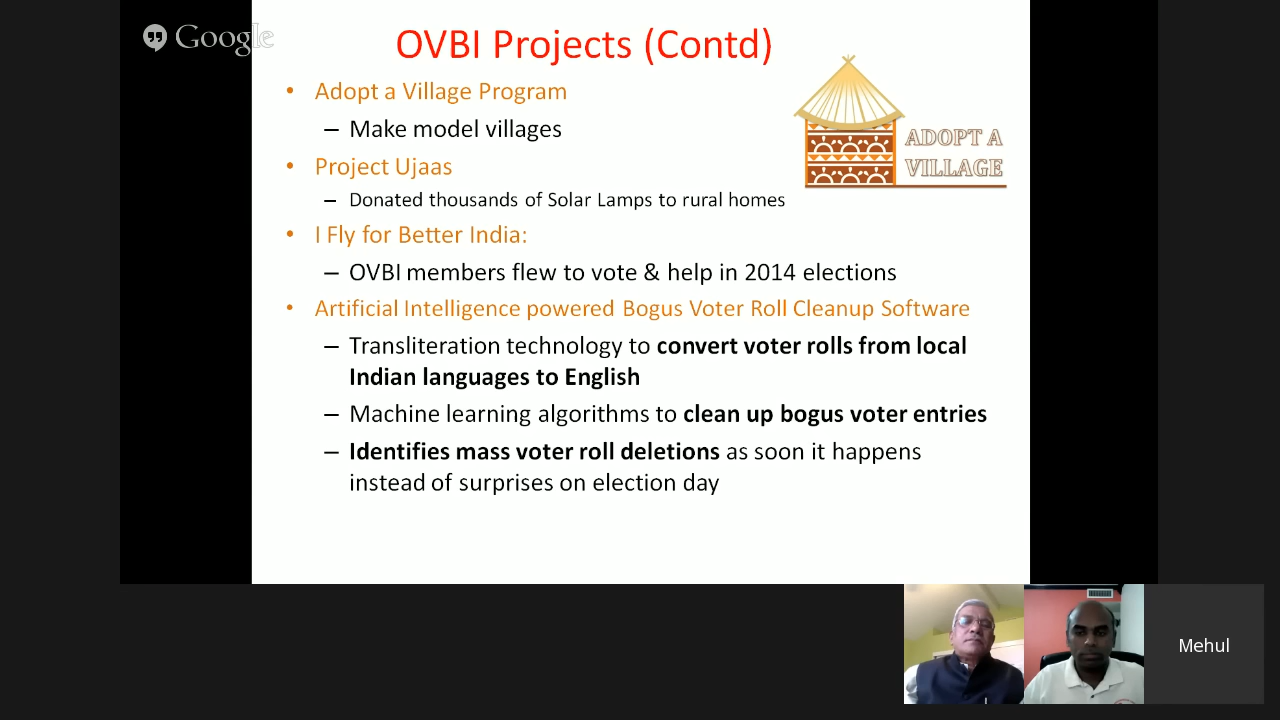 Google
OVBI Projects (Contd)
• Adopt a Village Program
– Make model villages
ADOPT A
VILLAGE
• Project Ujaas
– Donated thousands of Solar Lamps to rural homes
• I Fly for Better India:
– OVBI members flew to vote & help in 2014 elections
• Artificial Intelligence powered Bogus Voter Roll Cleanup Software
– Transliteration technology to convert voter rolls from local
Indian languages to English
– Machine learning algorithms to clean up bogus voter entries
– Identifies mass voter roll deletions as soon it happens
instead of surprises on election day
Mehul